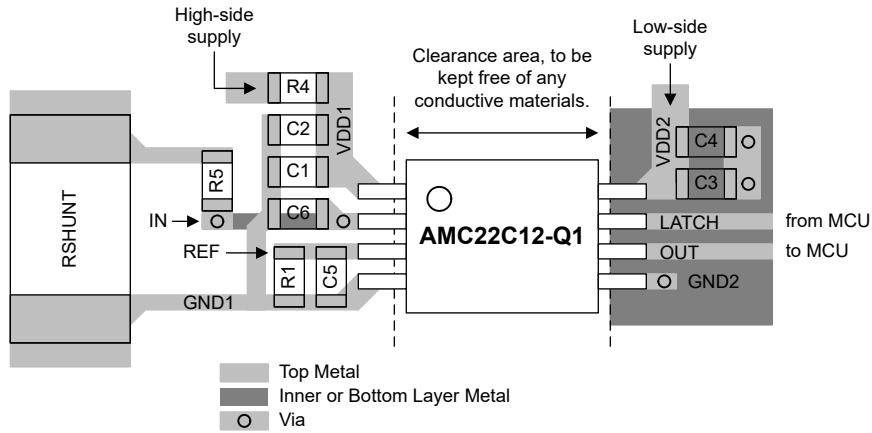 High-side
supply
Low-side
supply
Clearance area, to be
kept free of any
conductive materials.
R4
C2
VDD1
C1
R5
C6
IN
REF
R1
C5
GND1
RSHUNT
AMC22C12-Q1
VDD2
C4
C3
LATCH
from MCU
OUT
to MCU
GND2
Top Metal
Inner or Bottom Layer Metal
Via